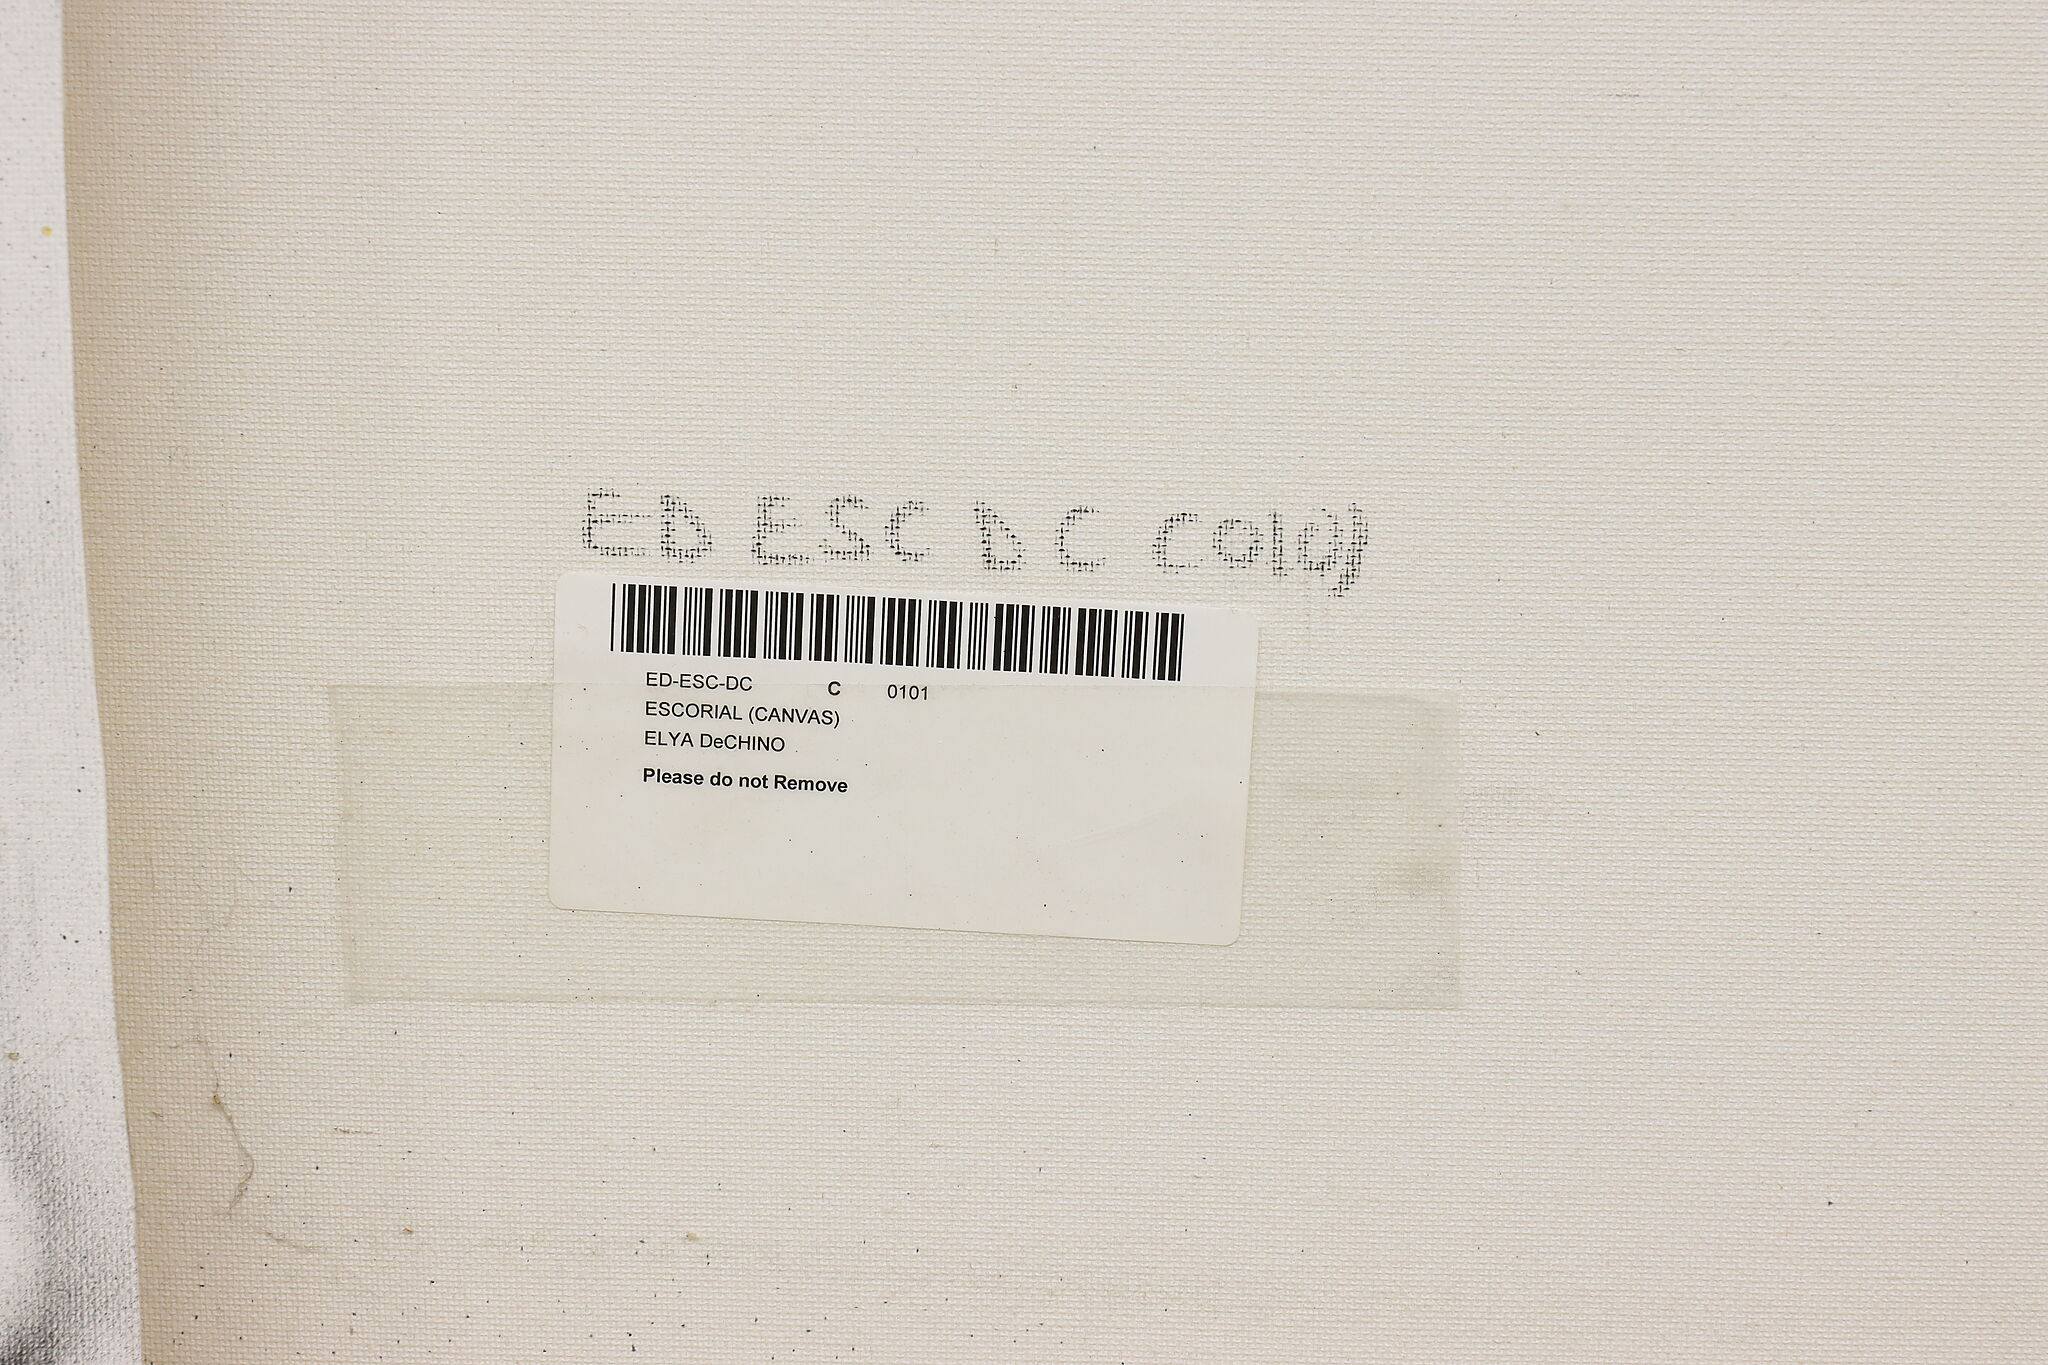 ED ESC DC
ED-ESC-DC C 0101
ESCORIAL (CANVAS)
ELYA DeCHINO
Please do not Remove